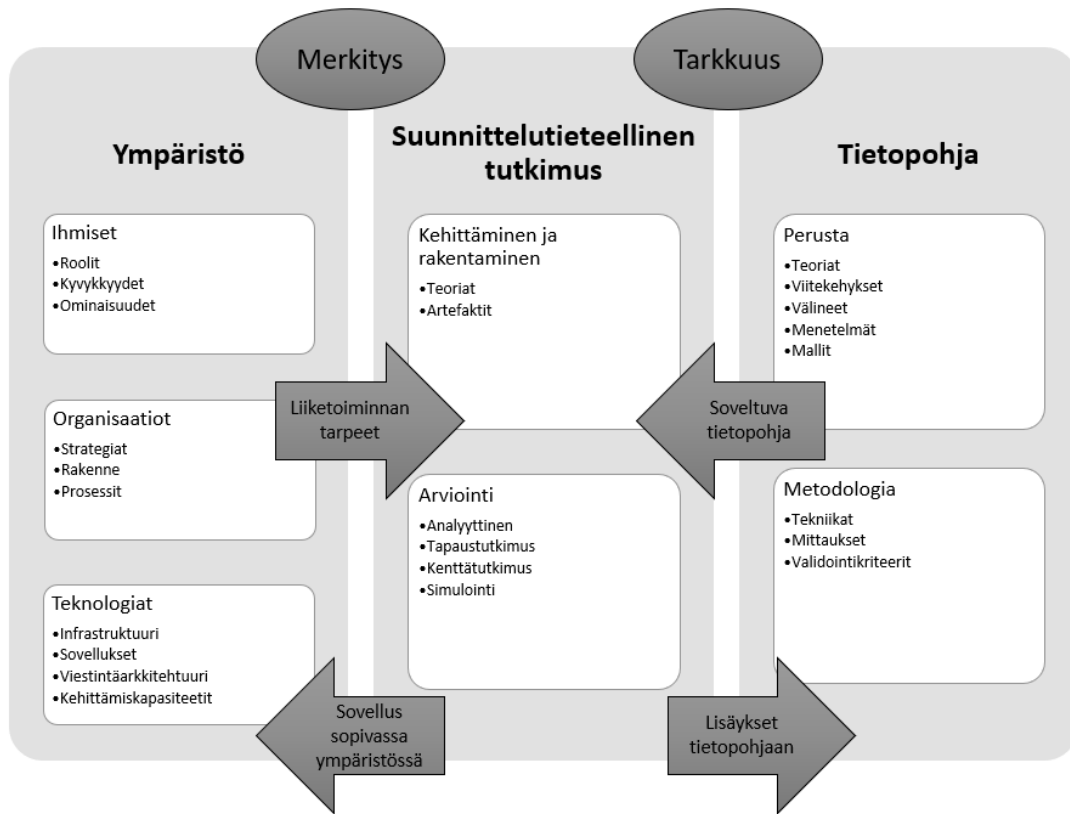 Merkitys
Tarkkuus
Ympäristö
Ihmiset
•Roolit
•Kyvykkyydet
•Ominaisuudet
Organisaatiot
•Strategiat
•Rakenne
•Prosessit
Teknologiat
•Infrastruktuuri
•Sovellukset
•Viestintäarkkitehtuuri
•Kehittämiskapasiteetit
Liiketoiminnan
tarpeet
Sovellus
sopivassa
ympäristössä
Suunnittelutieteellinen
tutkimus
Kehittäminen ja
rakentaminen
•Teoriat
•Artefaktit
Arviointi
•Analyyttinen
•Tapaustutkimus
•Kenttätutkimus
•Simulointi
Soveltuva
tietopohja
Lisäykset
tietopohjaan
Tietopohja
Perusta
•Teoriat
•Viitekehykset
•Välineet
•Menetelmät
•Mallit
Metodologia
•Tekniikat
•Mittaukset
•Validointikriteerit